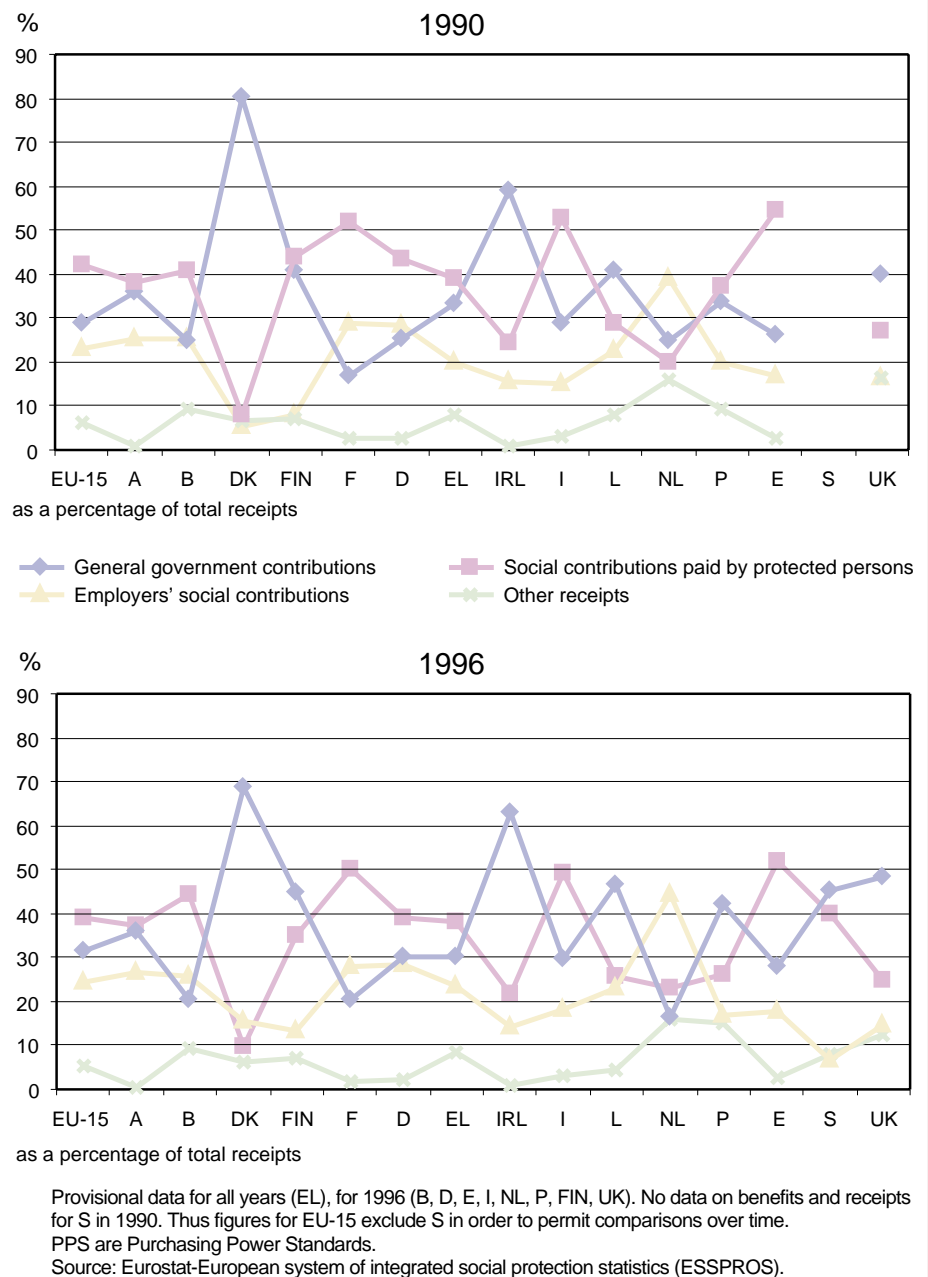 %
1990
90
80
70
60
50
40
30
20
10
0
EU-15 A B DK FIN F D EL IRL I L NL P E S UK
as a percentage of total receipts
General government contributions
Social contributions paid by protected persons
Employers’ social contributions
Other receipts
%
1996
90
80
70
60
50
40
30
20
10
0
EU-15 A B DK FIN F D EL IRL I L NL P E S UK
as a percentage of total receipts
Provisional data for all years (EL), for 1996 (B, D, E, I, NL, P, FIN, UK). No data on benefits and receipts
for S in 1990. Thus figures for EU-15 exclude S in order to permit comparisons over time.
PPS are Purchasing Power Standards.
Source: Eurostat-European system of integrated social protection statistics (ESSPROS).